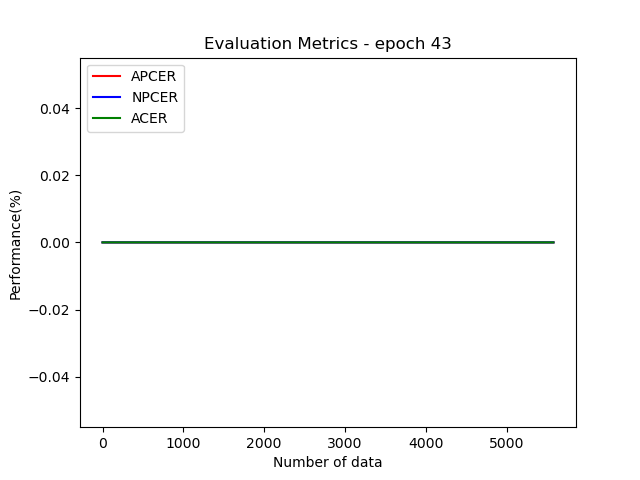 Evaluation Metrics - epoch 43
APCER
NPCER
ACER
0.04
0.02
0.00
−0.02
−0.04
Performance(%)
0
1000
2000
3000
4000
5000
Number of data